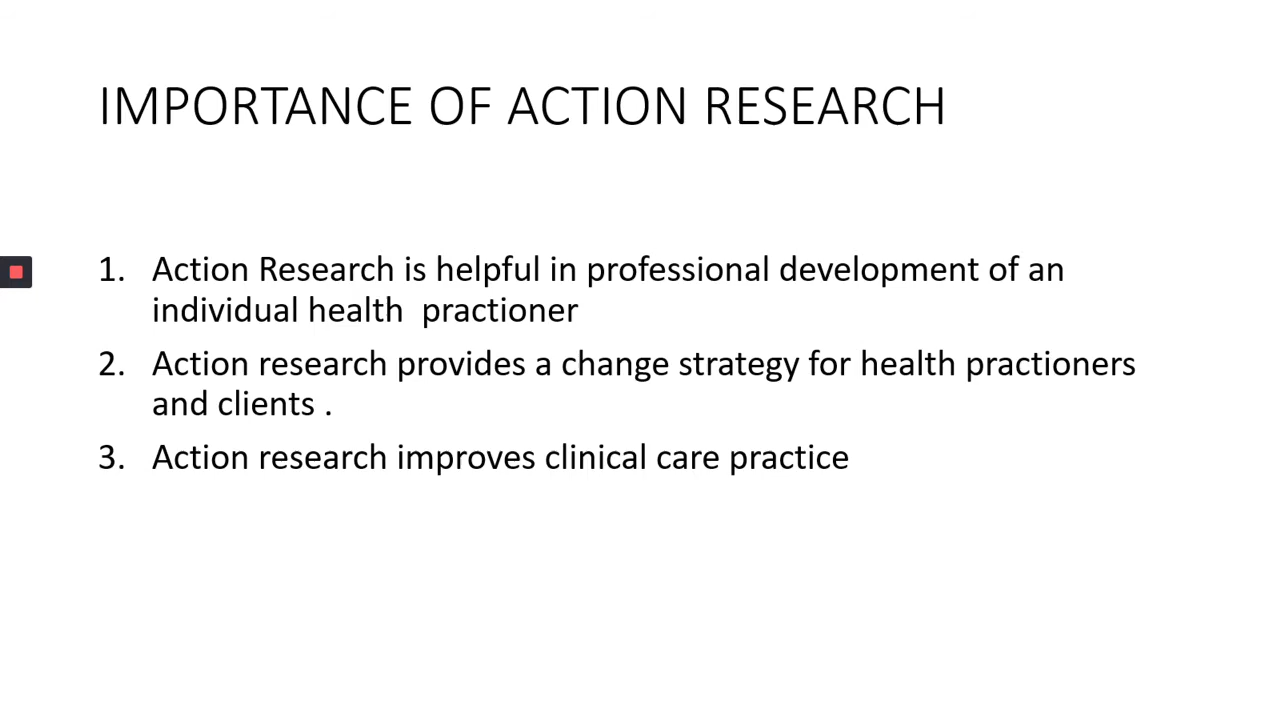 IMPORTANCE OF ACTION RESEARCH
1. Action Research is helpful in professional development of an
individual health  practioner
2. Action research provides a change strategy for health practioners
and clients .
3. Action research improves clinical care practice